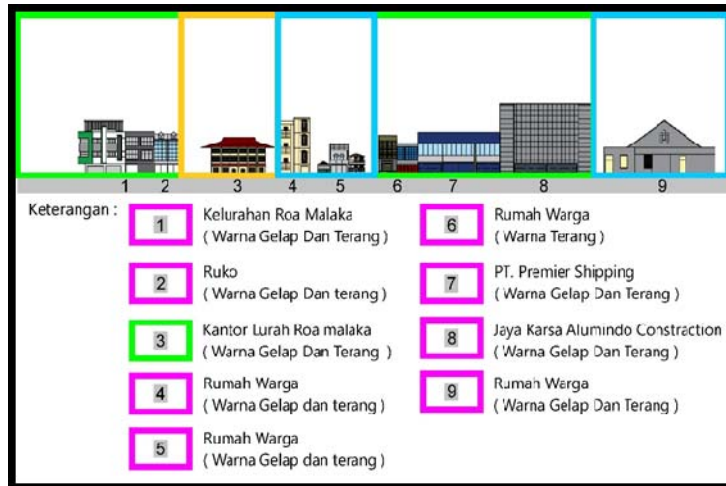 1 2 3 4 5 6 7 8 9
Keterangan :
1 Kelurahan Roa Malaka
( Warna Gelap Dan Terang )
2 Ruko
( Warna Gelap Dan terang )
3 Kantor Lurah Roa malaka
( Warna Gelap Dan Terang )
4 Rumah Warga
( Warna Gelap dan terang )
5 Rumah Warga
( Warna Gelap dan terang )
6 Rumah Warga
( Warna Terang )
7 PT. Premier Shipping
( Warna Gelap Dan Terang )
8 Jaya Karsa Alumindo Constraction
( Warna Gelap Dan Terang )
9 Rumah Warga
( Warna Gelap Dan Terang )